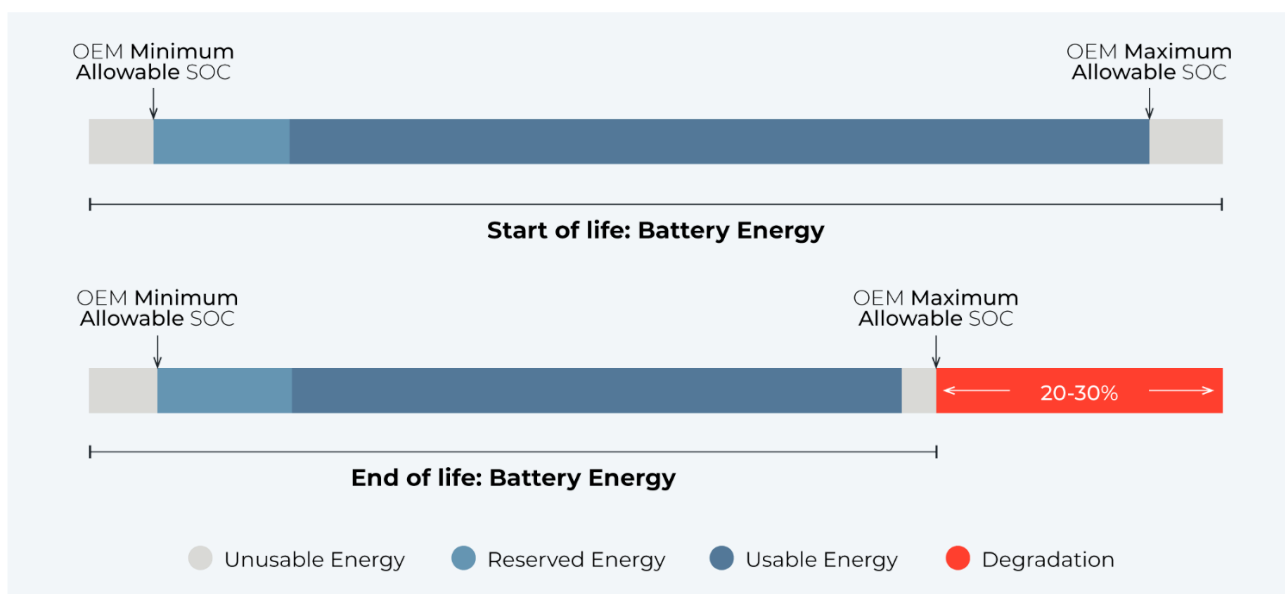 OEM Minimum
Allowable SOC
OEM Maximum
Allowable SOC
Start of life: Battery Energy
OEM Minimum
Allowable SOC
OEM Maximum
Allowable SOC
20-30%
End of life: Battery Energy
Unusable Energy
Reserved Energy
Usable Energy
Degradation